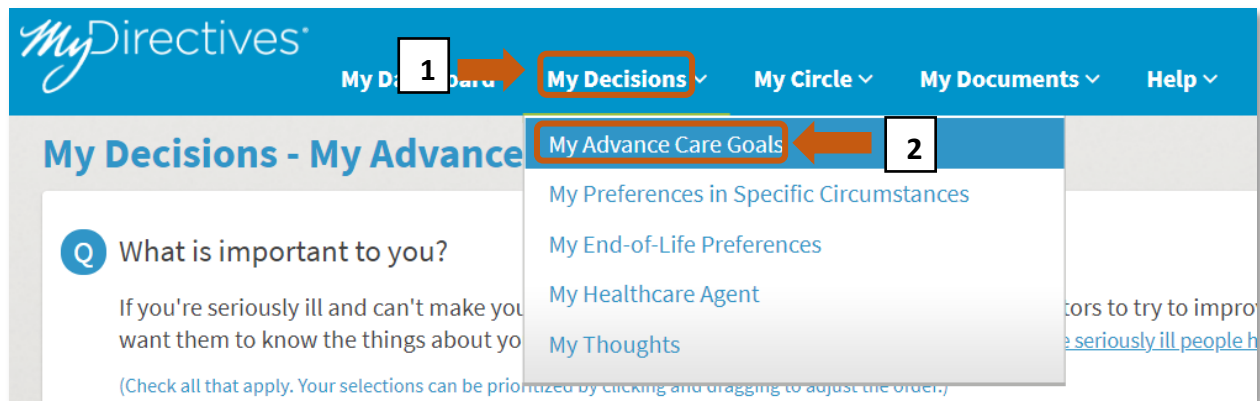 MyDirectives
1
My Da board
My Decisions
My Circle
My Documents
Help
My Decisions - My Advance
My Advance Care Goals
2
My Preferences in Specific Circumstances
My End-of-Life Preferences
My Healthcare Agent
My Thoughts
Q What is important to you?
If you're seriously ill and can't make you tors to try to impro
want them to know the things about yo e seriously ill people h
(Check all that apply. Your selections can be prioritized by clicking and dragging to adjust the order.)